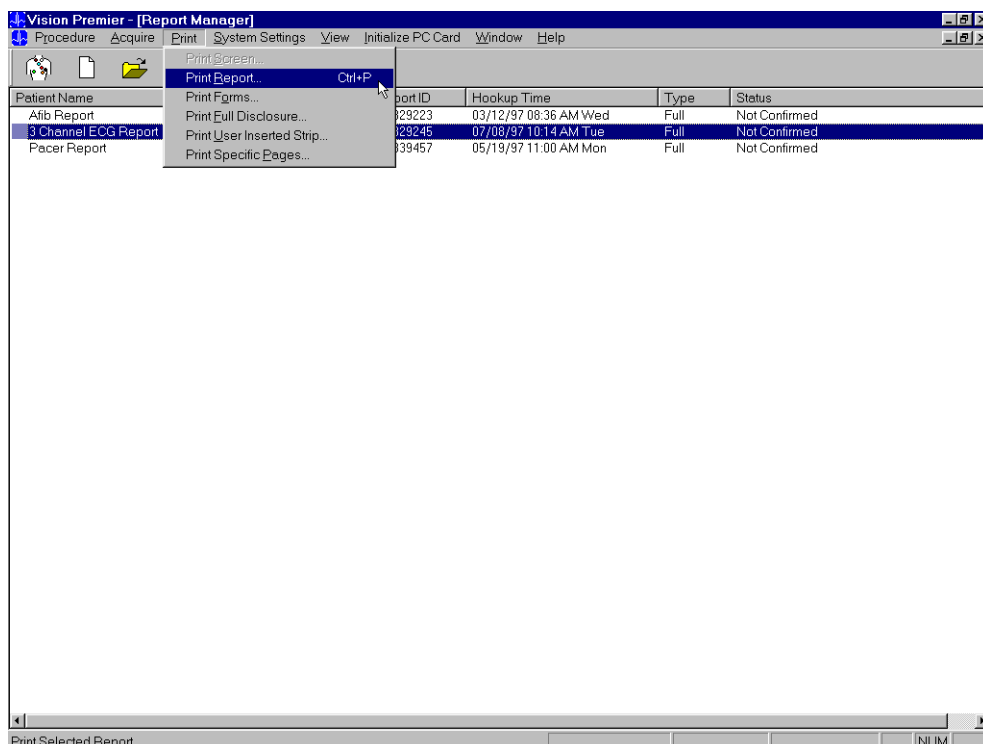 Vision Premier - [Report Manager]
Procedure Acquire Print System Settings View Initialize PC Card Window Help
Print Screen...
Print Report... Ctrl+P
Print Forms...
Print Full Disclosure...
Print User Inserted Strip...
Print Specific Pages...
Patient Name ort ID Hookup Time Type Status
Afib Report 29223 03/12/97 08:36 AM Wed Full Not Confirmed
3 Channel ECG Report 29245 07/08/97 10:14 AM Tue Full Not Confirmed
Pacer Report 39457 05/19/97 11:00 AM Mon Full Not Confirmed
Print Selected Report NUM